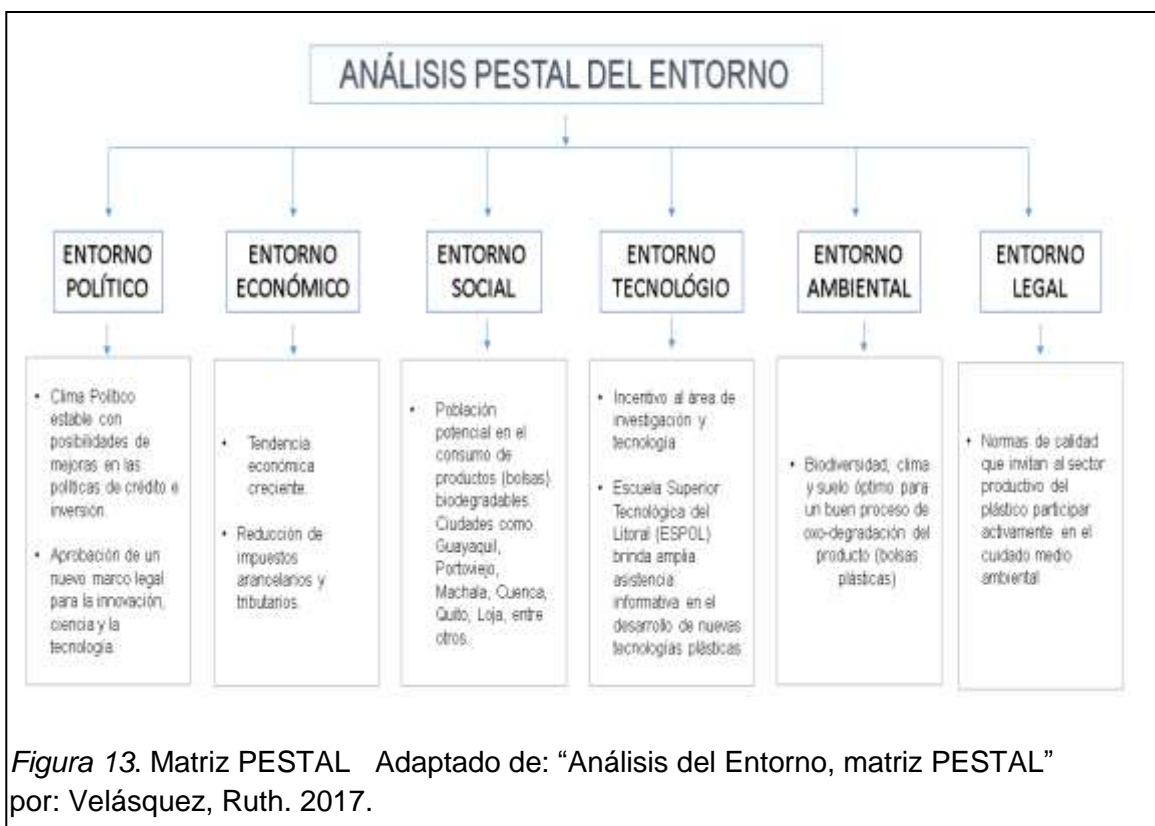 ANÁLISIS PESTAL DEL ENTORNO
ENTORNO
POLÍTICO
ENTORNO
ECONÓMICO
ENTORNO
SOCIAL
ENTORNO
TECNOLÓGIO
ENTORNO
AMBIENTAL
ENTORNO
LEGAL
• Clima Político
estable con
posibilidades de
mejoras en las
políticas de crédito e
inversión.
• Aprobación de un
nuevo marco legal
para la innovación,
ciencia y la
tecnología.
• Tendencia
económica
creciente.
• Reducción de
impuestos
arancelarios y
tributarios.
• Población
potencial en el
consumo de
productos (bolsas)
biodegradables.
Ciudades como
Guayaquil,
Portoviejo,
Machala, Cuenca,
Quito, Loja, entre
otros.
• Incentivo al área de
investigación y
tecnología
• Escuela Superior
Tecnológica del
Litoral (ESPOL)
brinda amplia
asistencia
informativa en el
desarrollo de nuevas
tecnologías plásticas
• Biodiversidad, clima
y suelo óptimo para
un buen proceso de
oxo-degradación del
producto (bolsas
plásticas)
• Normas de calidad
que invitan al sector
productivo del
plástico participar
activamente en el
cuidado medio
ambiental
Figura 13. Matriz PESTAL Adaptado de: “Análisis del Entorno, matriz PESTAL”
por: Velásquez, Ruth. 2017.